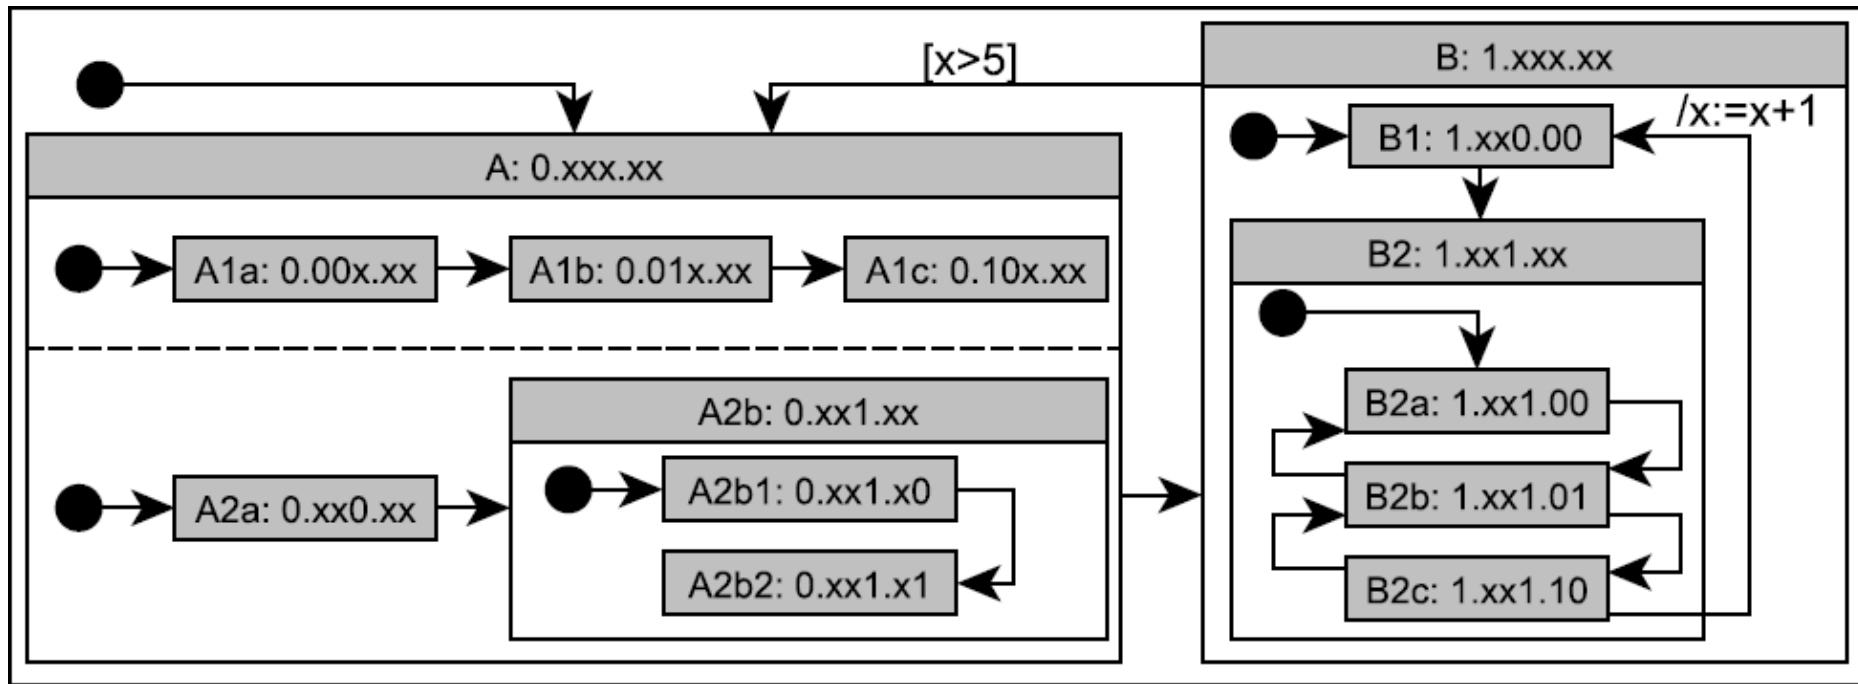 [x>5]
B: 1.xxx.xx
/x:=x+1
B1: 1.xx0.00
A: 0.xxx.xx
A1a: 0.00x.xx
A1b: 0.01x.xx
A1c: 0.10x.xx
B2: 1.xx1.xx
A2b: 0.xx1.xx
B2a: 1.xx1.00
A2a: 0.xx0.xx
A2b1: 0.xx1.x0
B2b: 1.xx1.01
A2b2: 0.xx1.x1
B2c: 1.xx1.10